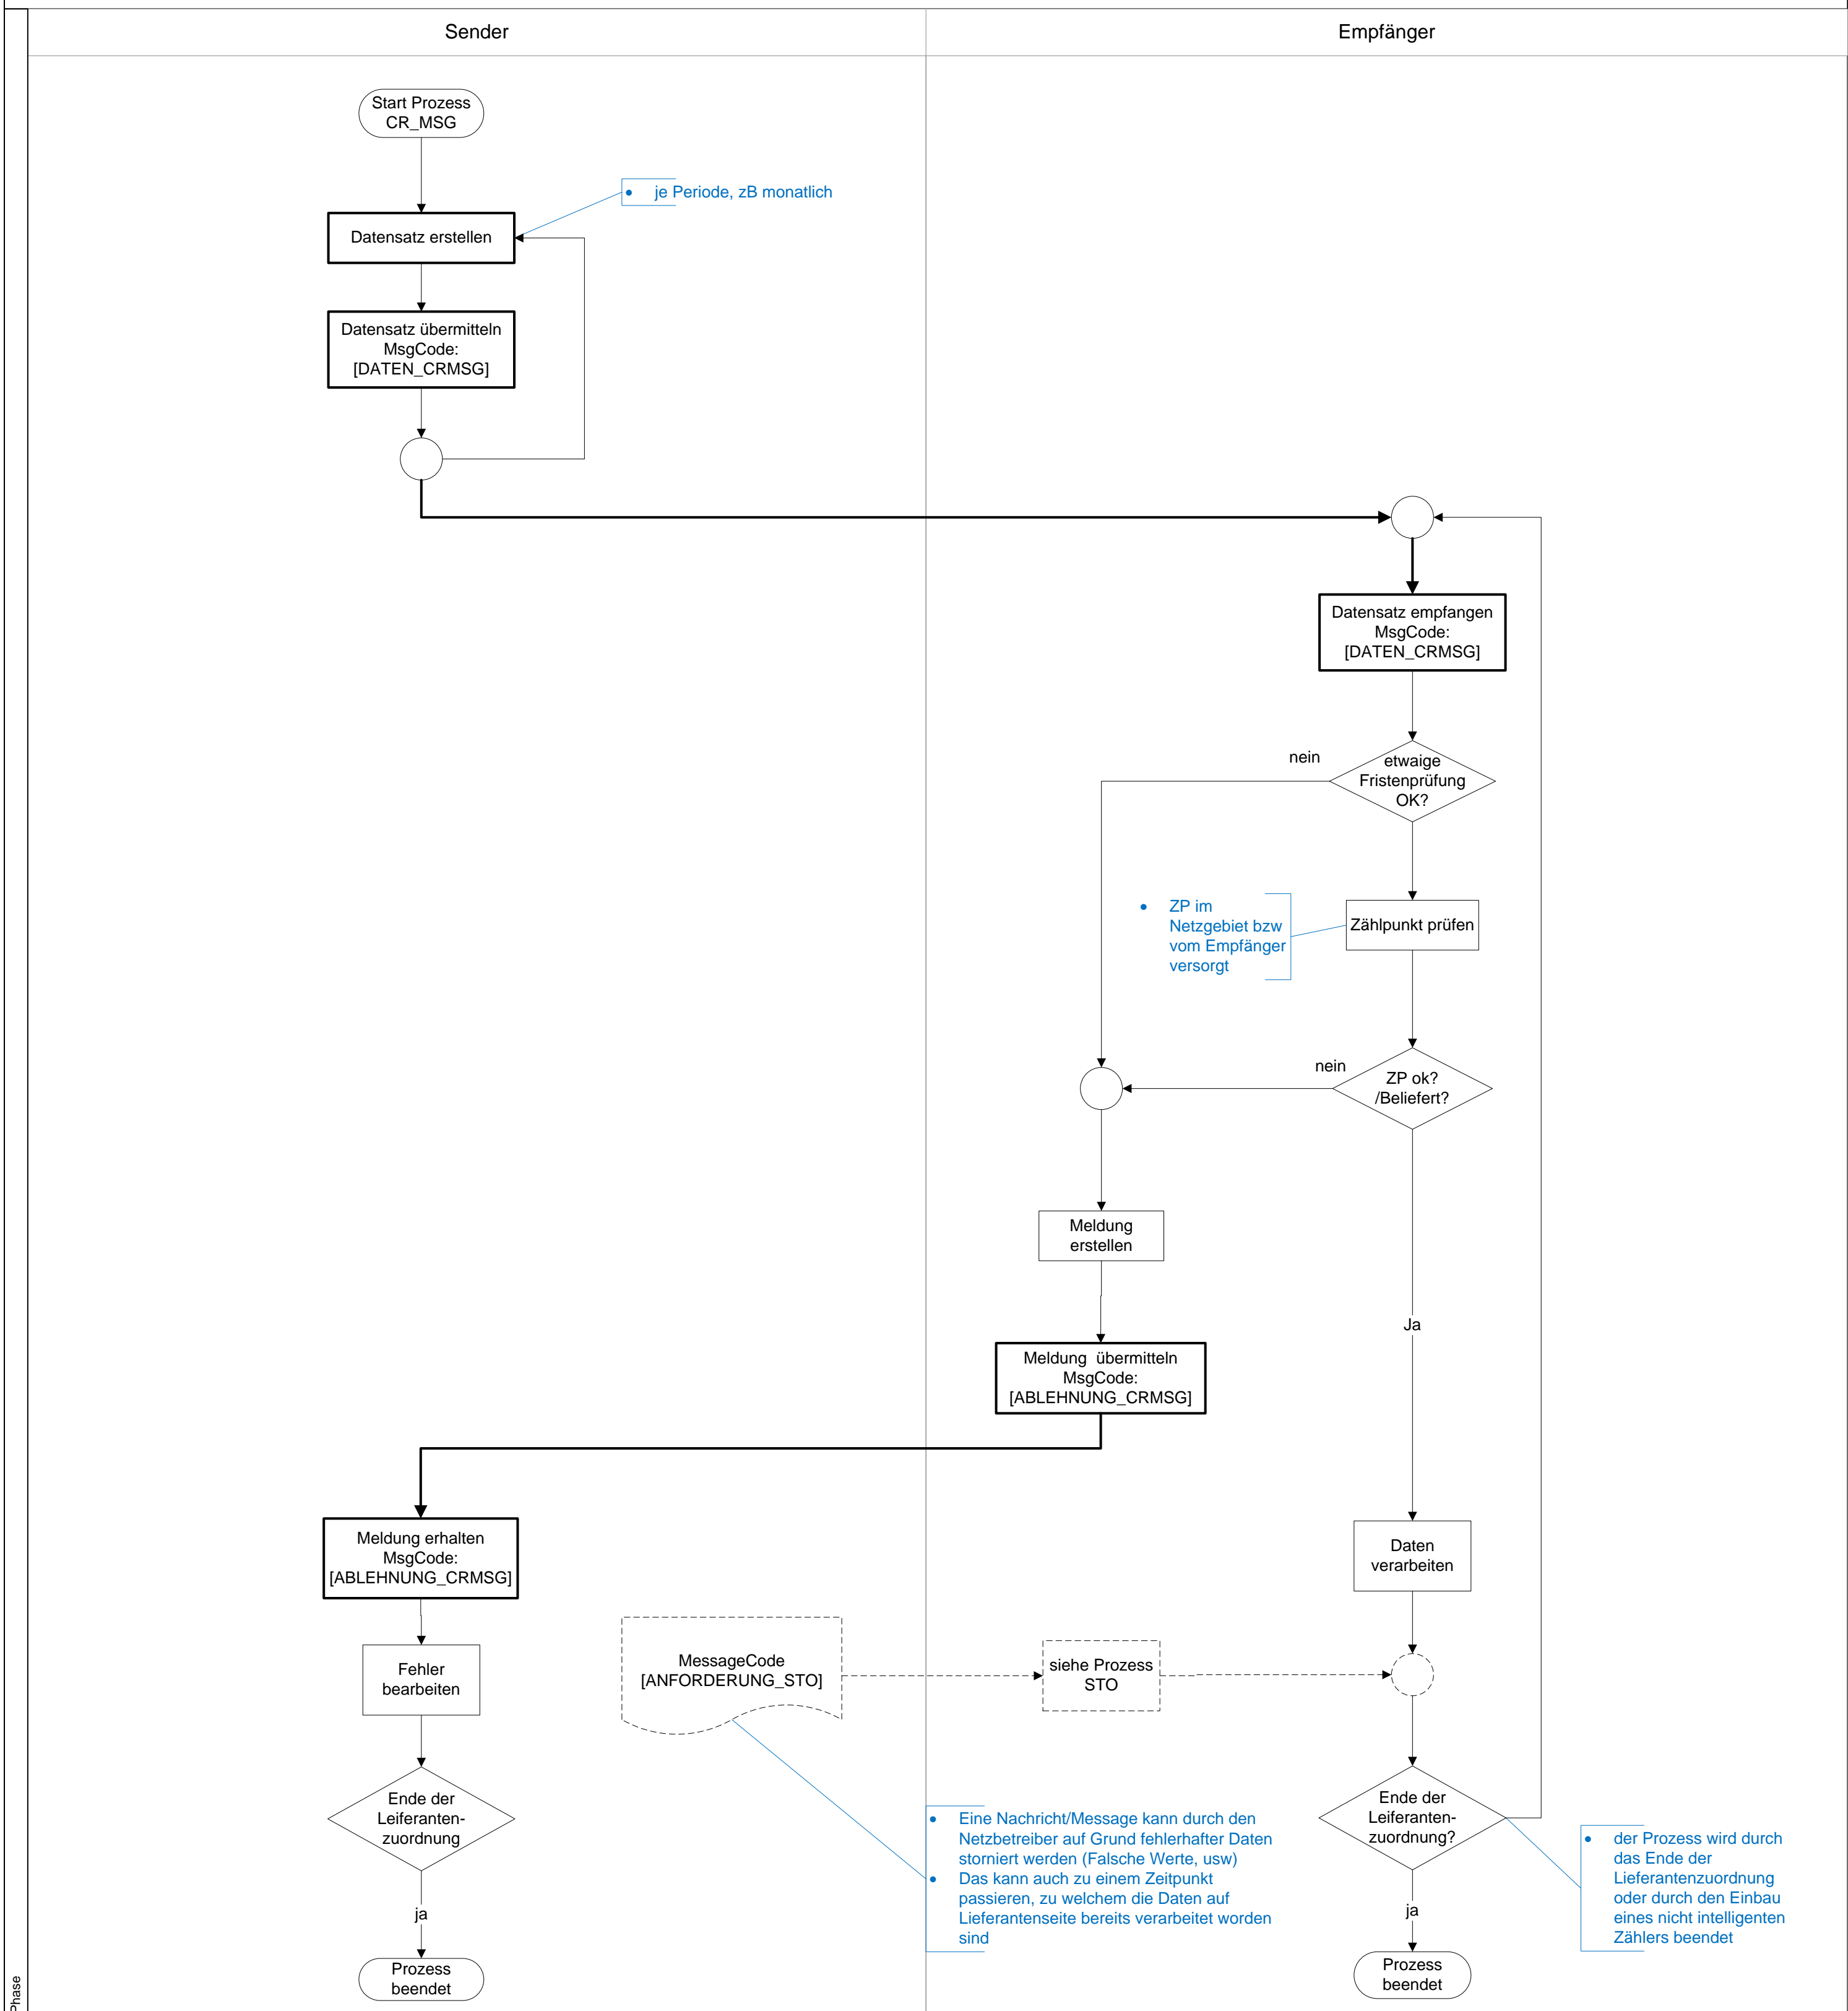 Sender
Empfänger
Start Prozess
CR_MSG
• je Periode, zB monatlich
Datensatz erstellen
Datensatz übermitteln
MsgCode:
[DATEN_CRMSG]
Datensatz empfangen
MsgCode:
[DATEN_CRMSG]
nein
etwaige
Fristenprüfung
OK?
• ZP im
Netzgebiet bzw
vom Empfänger
versorgt
Zählpunkt prüfen
nein
ZP ok?
/Beliefert?
Meldung
erstellen
Ja
Meldung  übermitteln
MsgCode:
[ABLEHNUNG_CRMSG]
Meldung erhalten
MsgCode:
[ABLEHNUNG_CRMSG]
Daten
verarbeiten
Fehler
bearbeiten
MessageCode
[ANFORDERUNG_STO]
siehe Prozess
STO
Ende der
Leiferanten-
zuordnung
• Eine Nachricht/Message kann durch den
Netzbetreiber auf Grund fehlerhafter Daten
storniert werden (Falsche Werte, usw)
• Das kann auch zu einem Zeitpunkt
passieren, zu welchem die Daten auf
Lieferantenseite bereits verarbeitet worden
sind
Ende der
Leiferanten-
zuordnung?
• der Prozess wird durch
das Ende der
Lieferantenzuordnung
oder durch den Einbau
eines nicht intelligenten
Zählers beendet
ja
ja
Prozess
beendet
Prozess
beendet
Phase